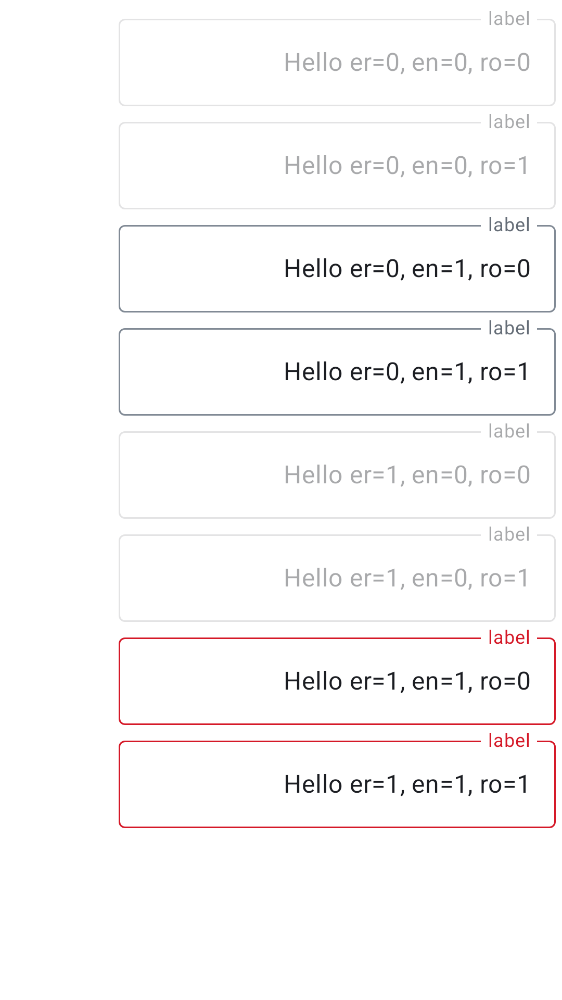 label
Hello er=0, en=0, ro=0
label
Hello er=0, en=0, ro=1
label
Hello er=0, en=1, ro=0
label
Hello er=0, en=1, ro=1
label
Hello er=1, en=0, ro=0
label
Hello er=1, en=0, ro=1
label
Hello er=1, en=1, ro=0
label
Hello er=1, en=1, ro=1